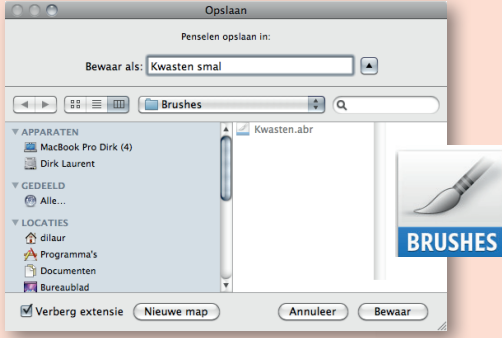 Opslaan
Penselen opslaan in:
Bewaar als: Kwasten smal
Brushes
APPARATEN
MacBook Pro Dirk (4)
Dirk Laurent
GEDEELD
Alle...
LOCATIES
dilaur
Programma's
Documenten
Bureaublad
Kwasten.abr
BRUSHES
Verberg extensie
Nieuwe map
Annuleer
Bewaar